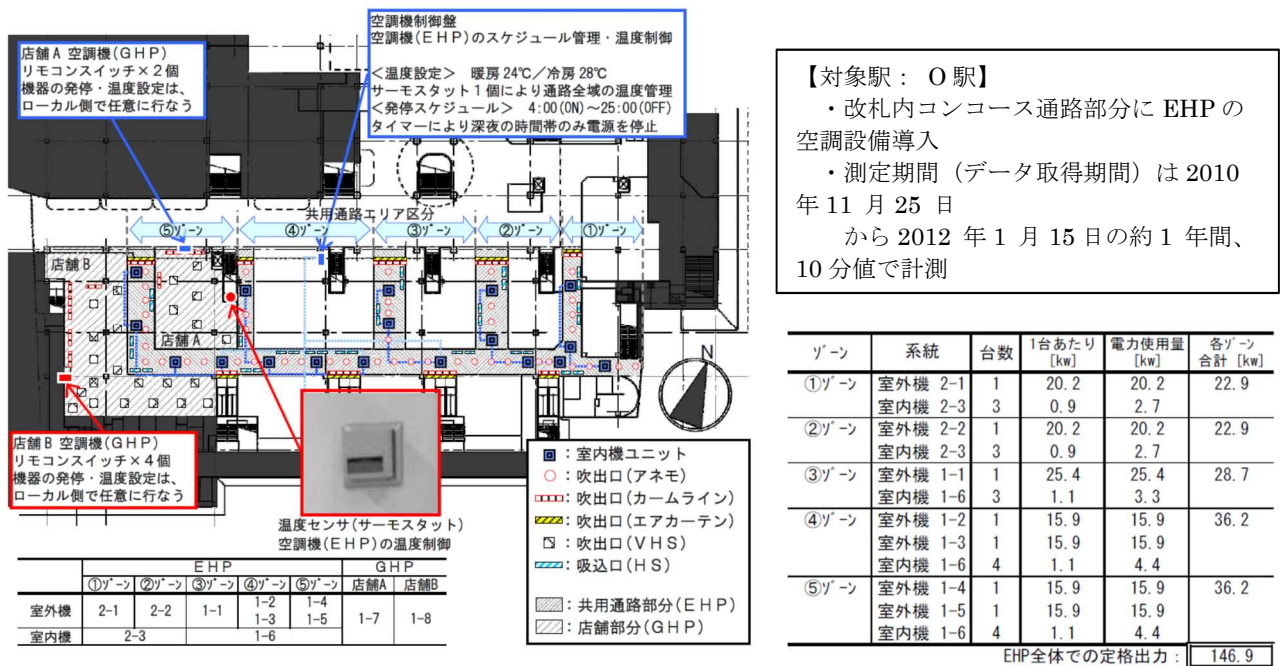 店舗A 空調機(GHP)
リモコンスイッチ×2個
機器の発停・温度設定は、
ローカル側で任意に行なう
空調機制御盤
空調機(EHP)のスケジュール管理・温度制御
<温度設定> 暖房 24℃/冷房 28℃
サーモスタット1個により通路全域の温度管理
<発停スケジュール> 4:00(ON)~25:00(OFF)
タイマーにより深夜の時間帯のみ電源を停止
共用通路エリア区分
⑤ゾーン ④ゾーン ③ゾーン ②ゾーン ①ゾーン
店舗B
店舗A
N
店舗B 空調機(GHP)
リモコンスイッチ×4個
機器の発停・温度設定は、
ローカル側で任意に行なう
温度センサ(サーモスタット)
空調機(EHP)の温度制御
:室内機ユニット
:吹出口(アネモ)
:吹出口(カームライン)
:吹出口(エアカーテン)
:吹出口(VHS)
:吸込口(HS)
:共用通路部分(EHP)
:店舗部分(GHP)
EHP GHP
①ゾーン ②ゾーン ③ゾーン ④ゾーン ⑤ゾーン 店舗A 店舗B
室外機 2-1 2-2 1-1 1-2 1-4 1-7 1-8
1-3 1-5
室内機 2-3 1-6
【対象駅: O駅】
・改札内コンコース通路部分に EHP の
空調設備導入
・測定期間(データ取得期間)は 2010
年 11 月 25 日
から 2012 年 1 月 15 日の約 1 年間、
10 分値で計測
ゾーン 系統 台数 1台あたり[kw] 電力使用量[kw] 各ゾーン合計 [kw]
①ゾーン 室外機 2-1 1 20.2 20.2 22.9
室内機 2-3 3 0.9 2.7
②ゾーン 室外機 2-2 1 20.2 20.2 22.9
室内機 2-3 3 0.9 2.7
③ゾーン 室外機 1-1 1 25.4 25.4 28.7
室内機 1-6 3 1.1 3.3
④ゾーン 室外機 1-2 1 15.9 15.9 36.2
室外機 1-3 1 15.9 15.9
室内機 1-6 4 1.1 4.4
⑤ゾーン 室外機 1-4 1 15.9 15.9 36.2
室外機 1-5 1 15.9 15.9
室内機 1-6 4 1.1 4.4
EHP全体での定格出力: 146.9